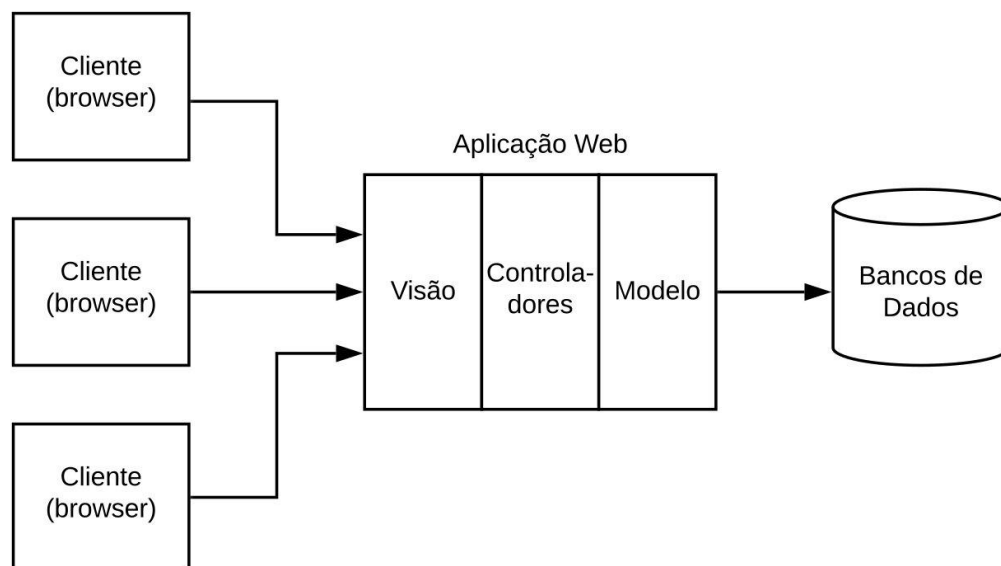 Cliente
(browser)
Aplicação Web
Cliente
(browser)
Visão
Controla-
dores
Modelo
Bancos de
Dados
Cliente
(browser)